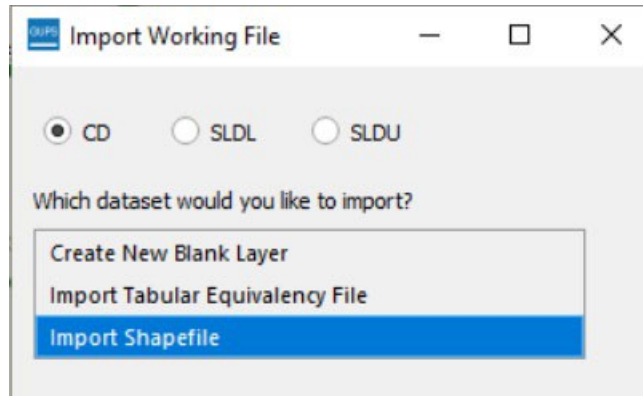 GUPS
Import Working File
CD SLDL SLDU
Which dataset would you like to import?
Create New Blank Layer
Import Tabular Equivalency File
Import Shapefile